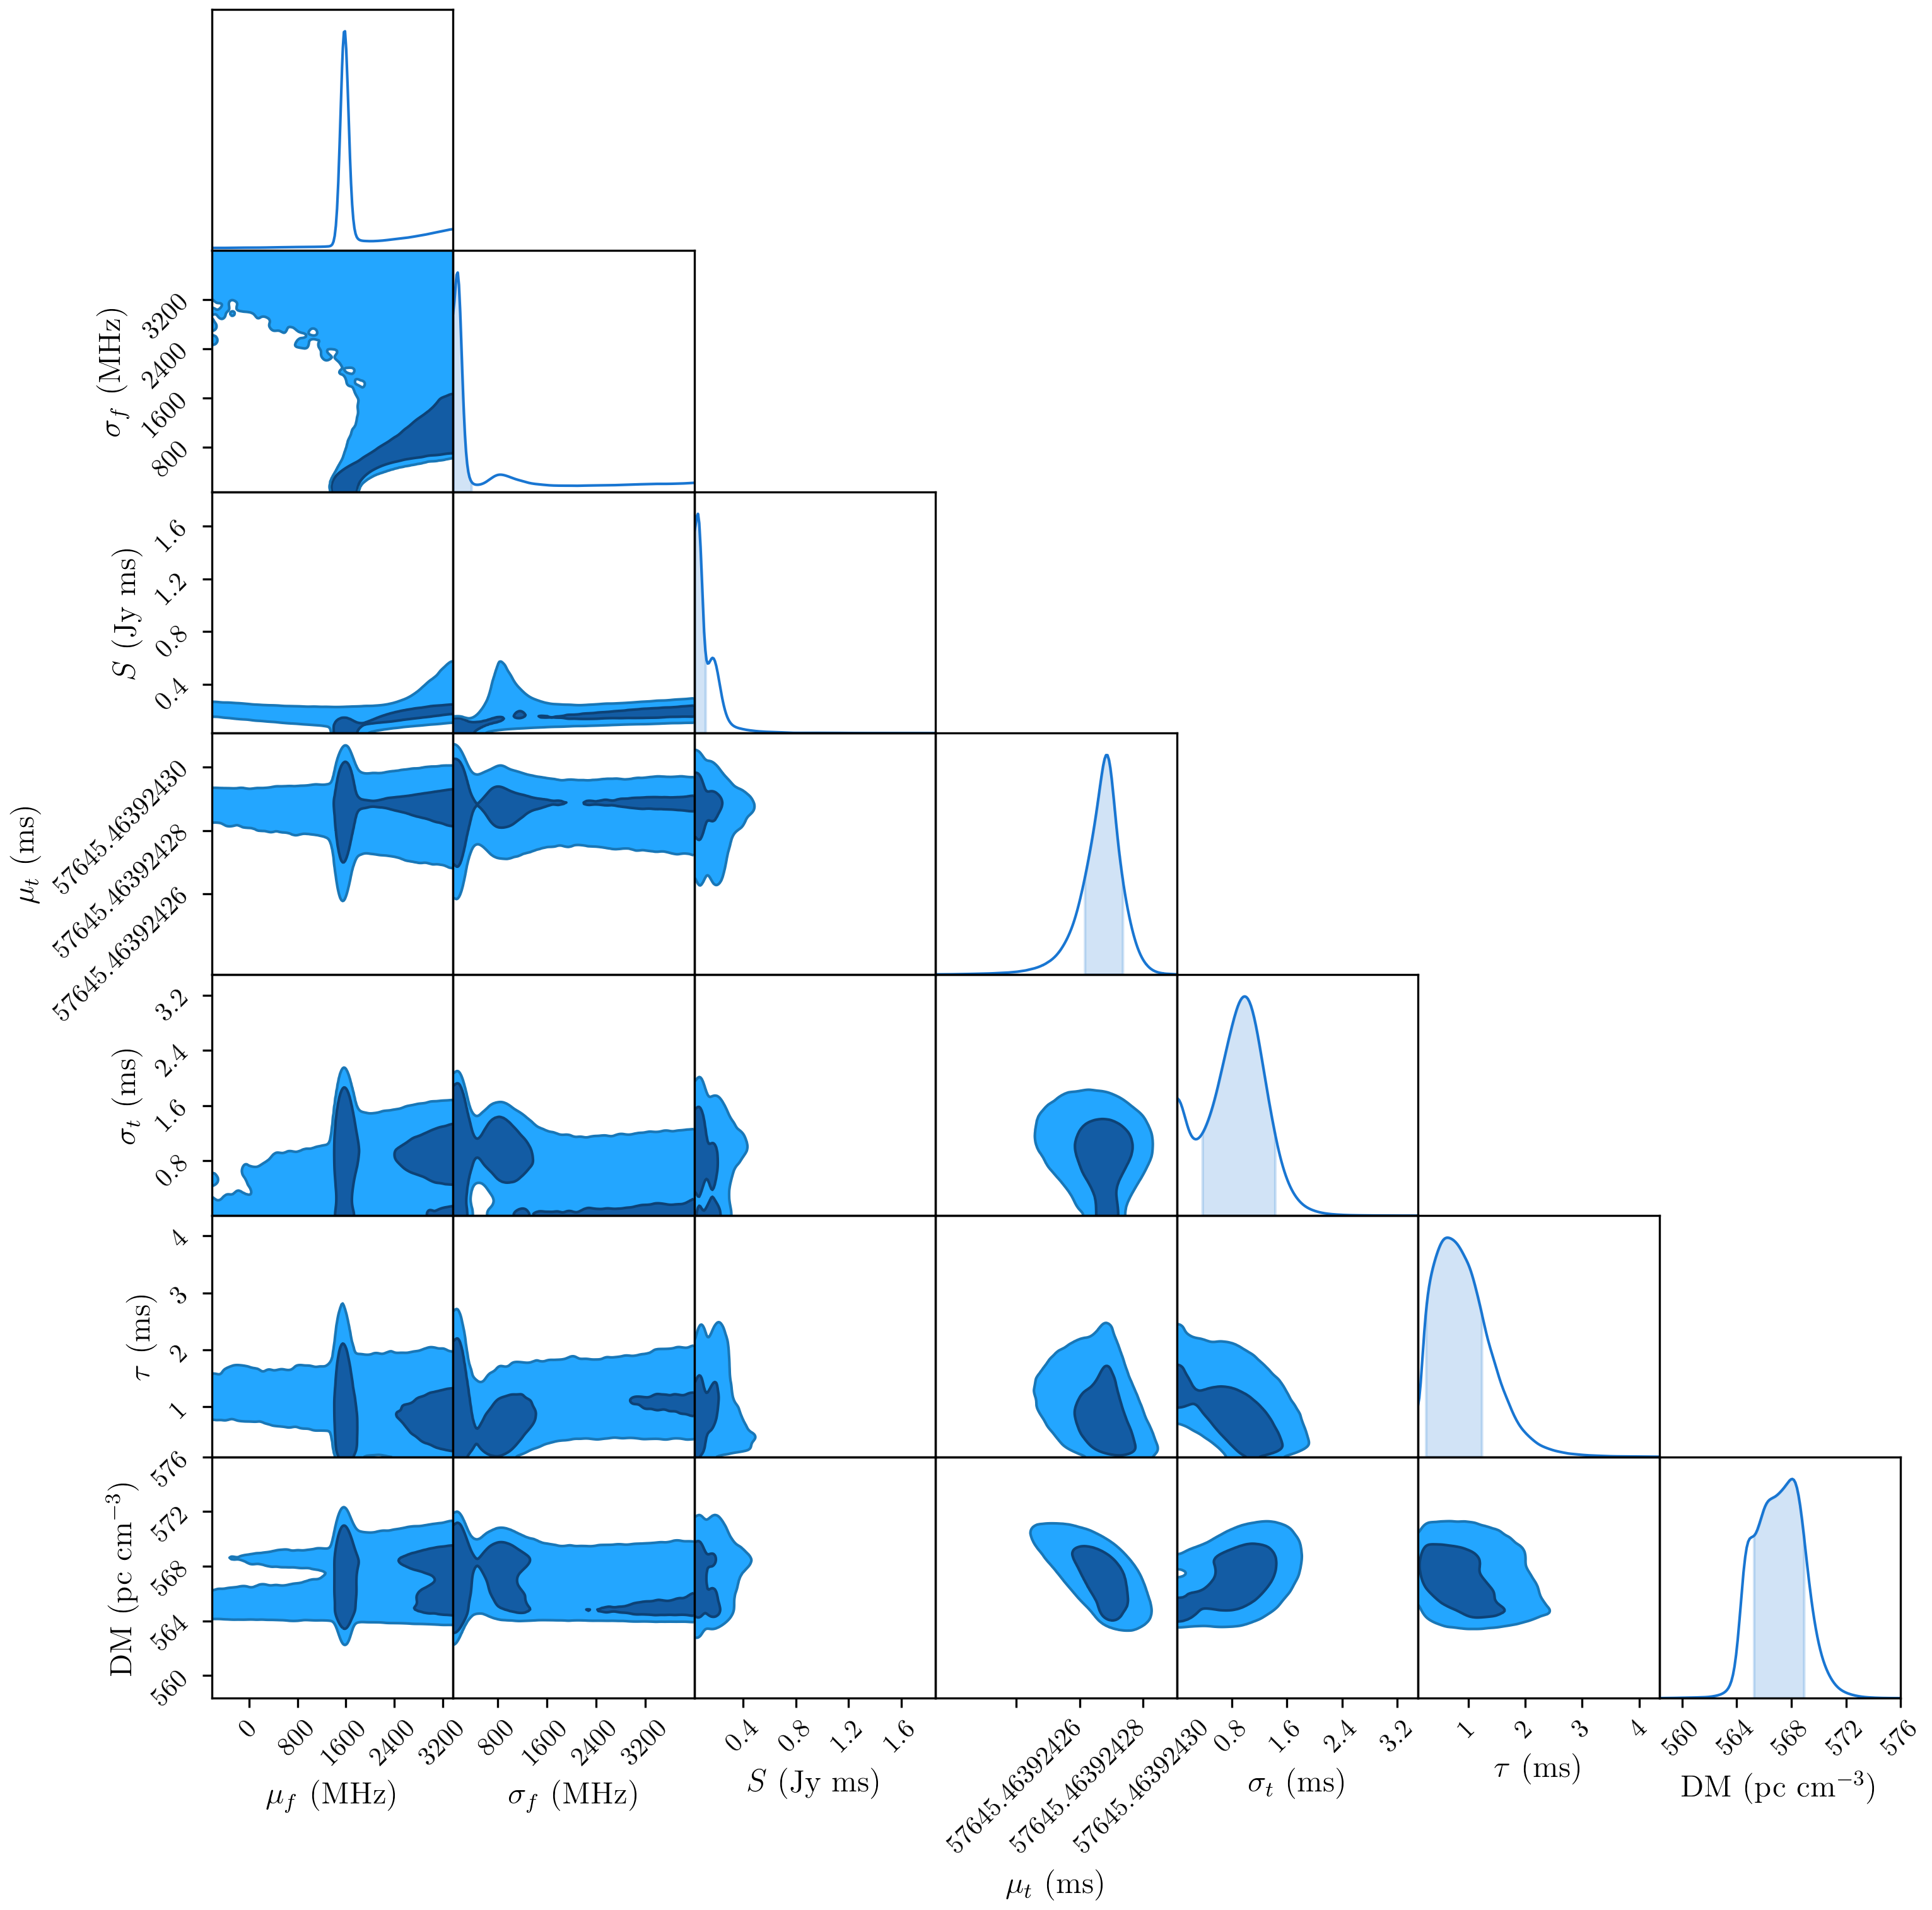 σ_f (MHz)
3200
2400
1600
800
S (Jy ms)
1.6
1.2
0.8
0.4
μ_t (ms)
57645.46392430
57645.46392428
57645.46392426
σ_t (ms)
3.2
2.4
1.6
0.8
τ (ms)
4
3
2
1
DM (pc cm⁻³)
576
572
568
564
560
0 800 1600 2400 3200
μ_f (MHz)
800 1600 2400 3200
σ_f (MHz)
0.4 0.8 1.2 1.6
S (Jy ms)
57645.46392426 57645.46392428 57645.46392430
μ_t (ms)
0.8 1.6 2.4 3.2
σ_t (ms)
1 2 3 4
τ (ms)
560 564 568 572 576
DM (pc cm⁻³)